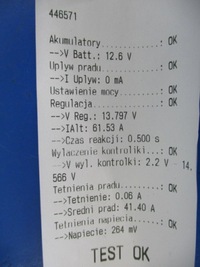 446571
Akumulatory...........: OK
-->V Batt.: 12.6 V
Uplyw pradu...........: OK
-->I Uplyw: 0 mA
Ustawienie mocy.......: OK
Regulacja.............: OK
-->V Reg.: 13.797 V
-->IAlt: 61.53 A
-->Czas reakcji: 0.500 s
Wylaczenie kontrolki..: OK
-->V wyl. kontrolki: 2.2 V - 14.
566 V
Tetnienia pradu.......: OK
-->Tetnienie: 0.06 A
-->Sredni prad: 41.40 A
Tetnienia napiecia....: OK
-->Napiecie: 264 mV
TEST OK